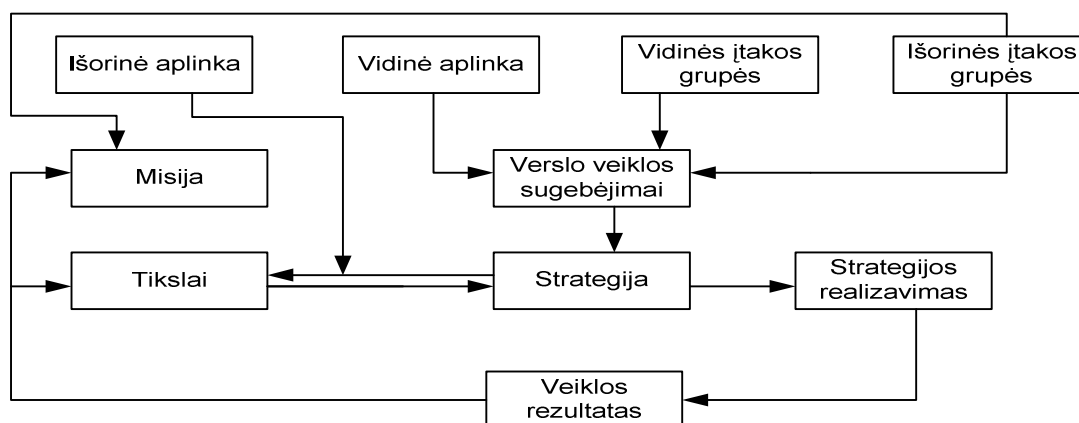 Išorinė aplinka
Vidinė aplinka
Vidinės įtakos
grupės
Išorinės įtakos
grupės
Misija
Verslo veiklos
sugebėjimai
Tikslai
Strategija
Strategijos
realizavimas
Veiklos
rezultatas